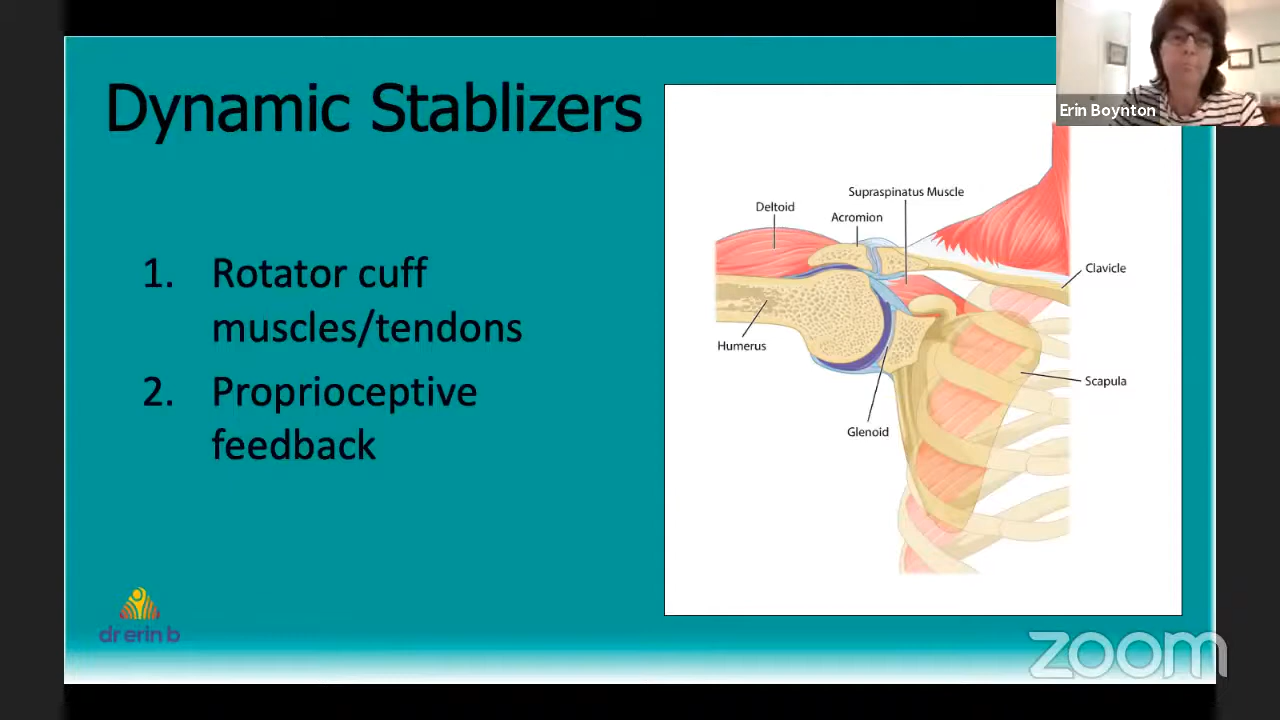 Dynamic Stablizers
Erin Boynton
1. Rotator cuff
muscles/tendons
2. Proprioceptive
feedback
Supraspinatus Muscle
Deltoid
Acromion
Clavicle
Humerus
Scapula
Glenoid
dr erin b
zoom